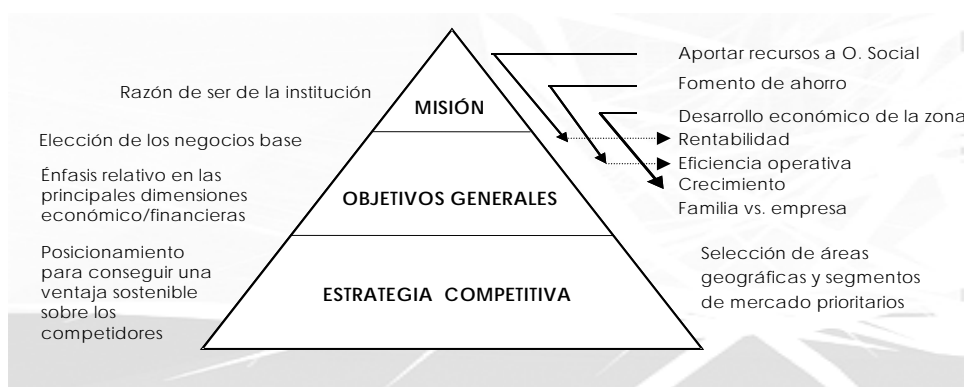 Razón de ser de la institución
Elección de los negocios base
Énfasis relativo en las
principales dimensiones
económico/financieras
Posicionamiento
para conseguir una
ventaja sostenible
sobre los
competidores
MISIÓN
OBJETIVOS GENERALES
ESTRATEGIA COMPETITIVA
Aportar recursos a O. Social
Fomento de ahorro
Desarrollo económico de la zona
Rentabilidad
Eficiencia operativa
Crecimiento
Familia vs. empresa
Selección de áreas
geográficas y segmentos
de mercado prioritarios